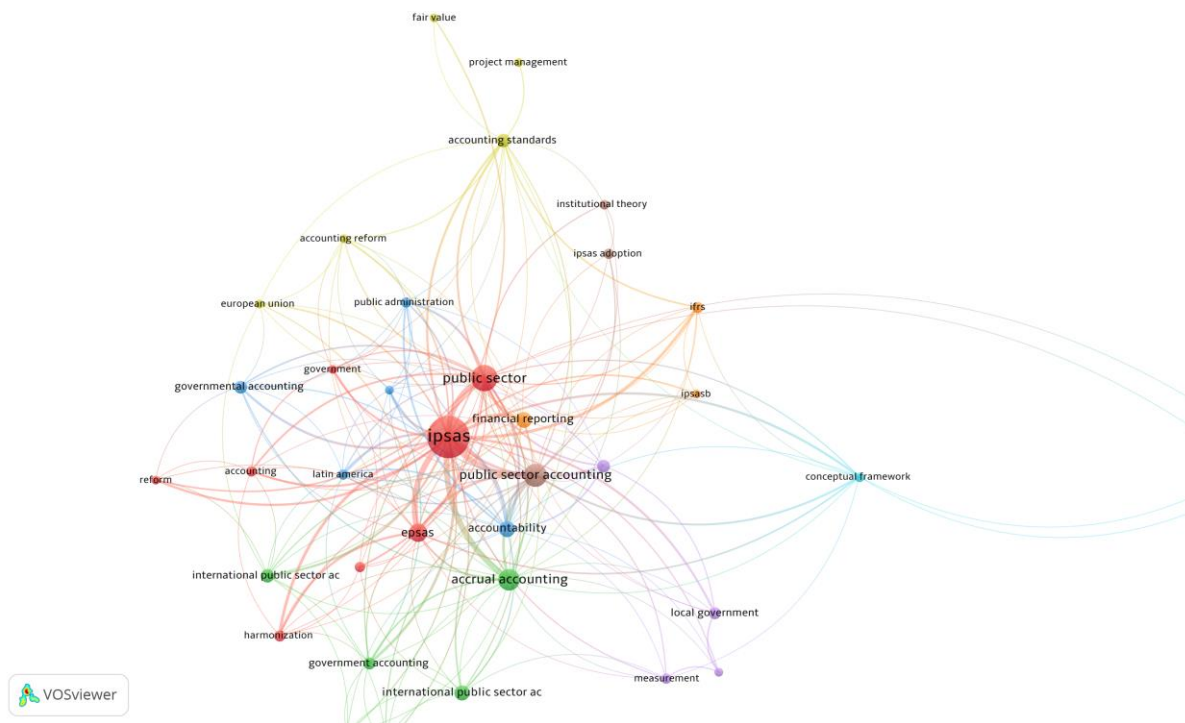 fair value
project management
accounting standards
institutional theory
accounting reform
ipsas adoption
european union
public administration
ifrs
government
public sector
governmental accounting
ipsasb
financial reporting
ipsas
accounting
latin america
public sector accounting
reform
conceptual framework
epsas
accountability
international public sector ac
accrual accounting
local government
harmonization
government accounting
measurement
international public sector ac
VOSviewer